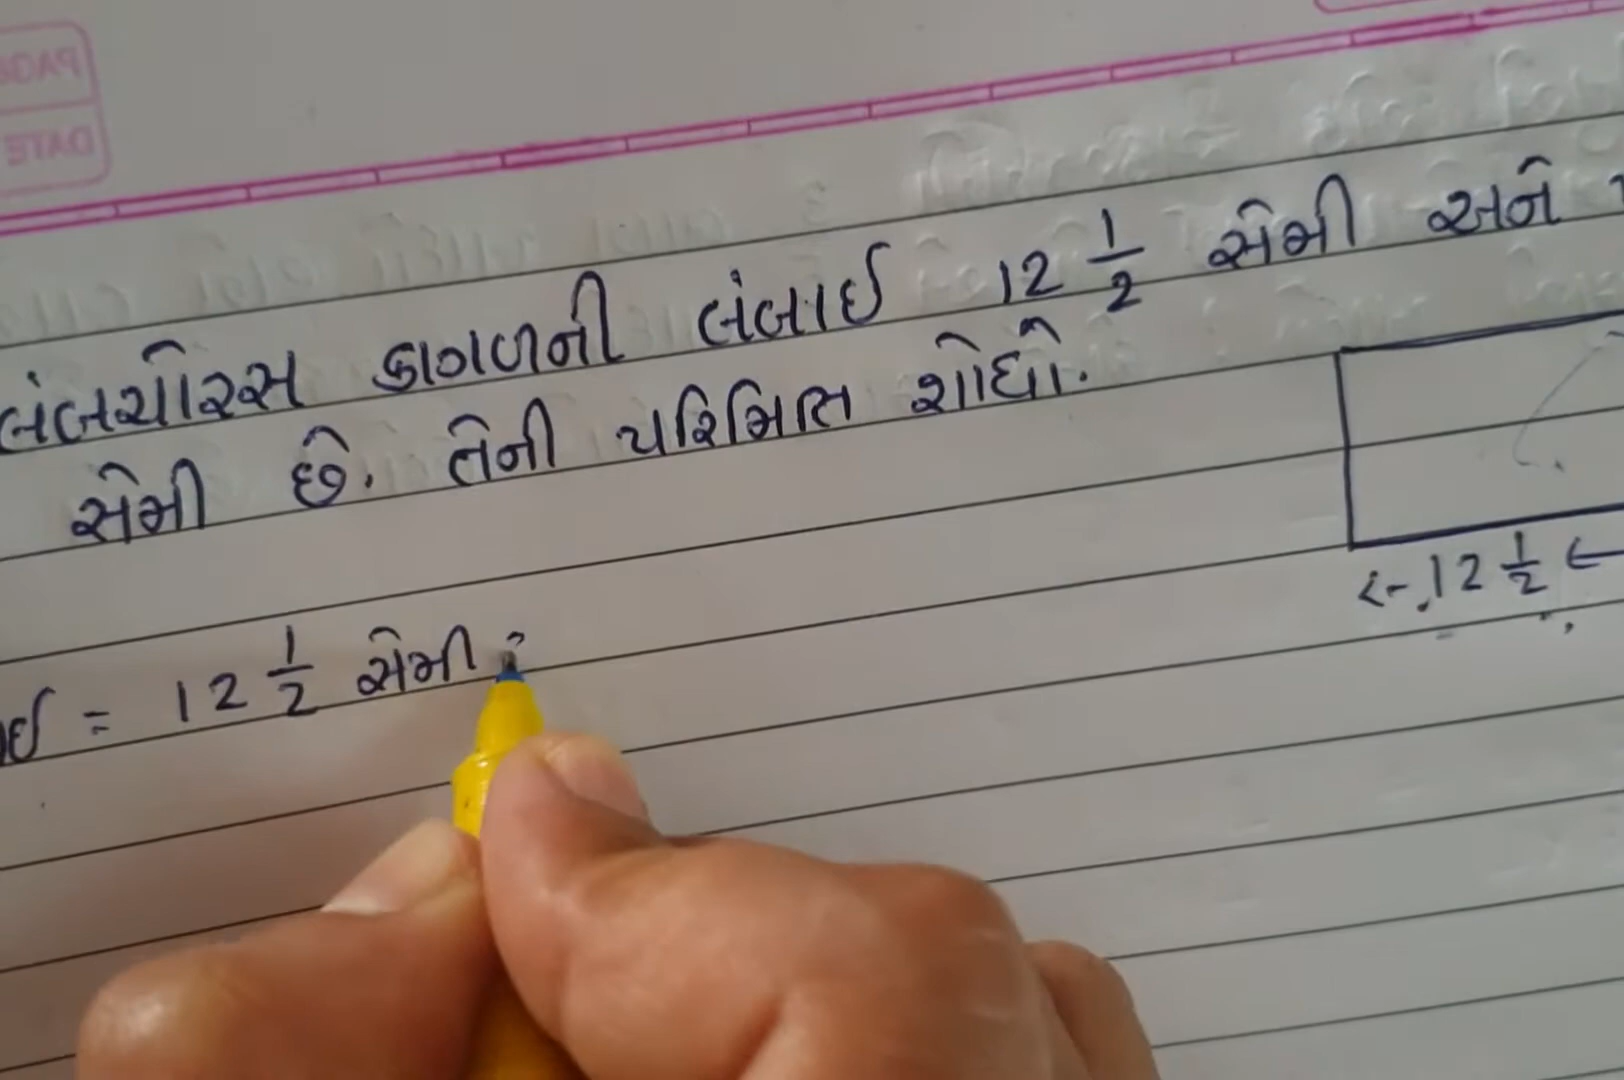 લંબચોરસ કાગળની લંબાઈ 12 1/2 સેમી અને
સેમી છે. તેની પરિમિતિ શોધો.
← 12 1/2 ←
ઈ = 12 1/2 સેમી =